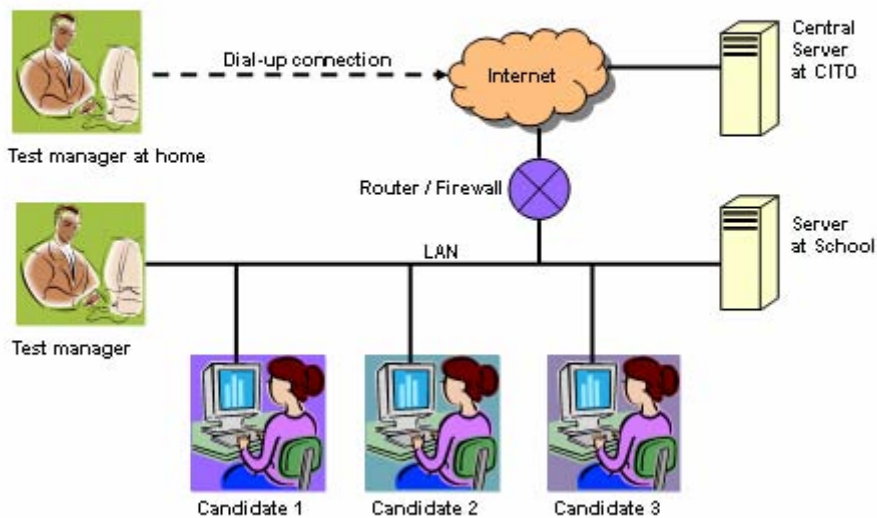 Dial-up connection
Internet
Central
Server
at CITO
Test manager at home
Router / Firewall
Server
at School
LAN
Test manager
Candidate 1
Candidate 2
Candidate 3